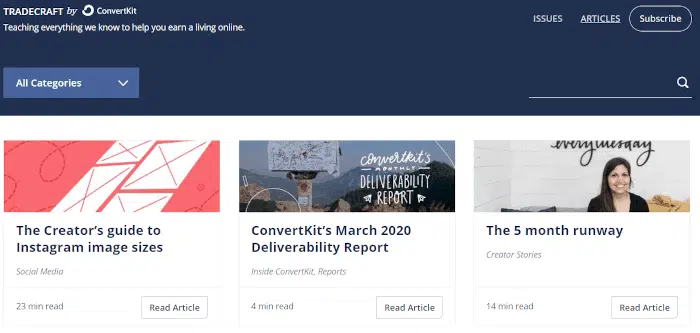 TRADECRAFT by ConvertKit
Teaching everything we know to help you earn a living online.
ISSUES
ARTICLES
Subscribe
All Categories
CONVERTKIT'S
MONTHLY
DELIVERABILITY
REPORT
everytuesday
The Creator's guide to
Instagram image sizes
Social Media
23 min read
Read Article
ConvertKit's March 2020
Deliverability Report
Inside ConvertKit, Reports
4 min read
Read Article
The 5 month runway
Creator Stories
14 min read
Read Article